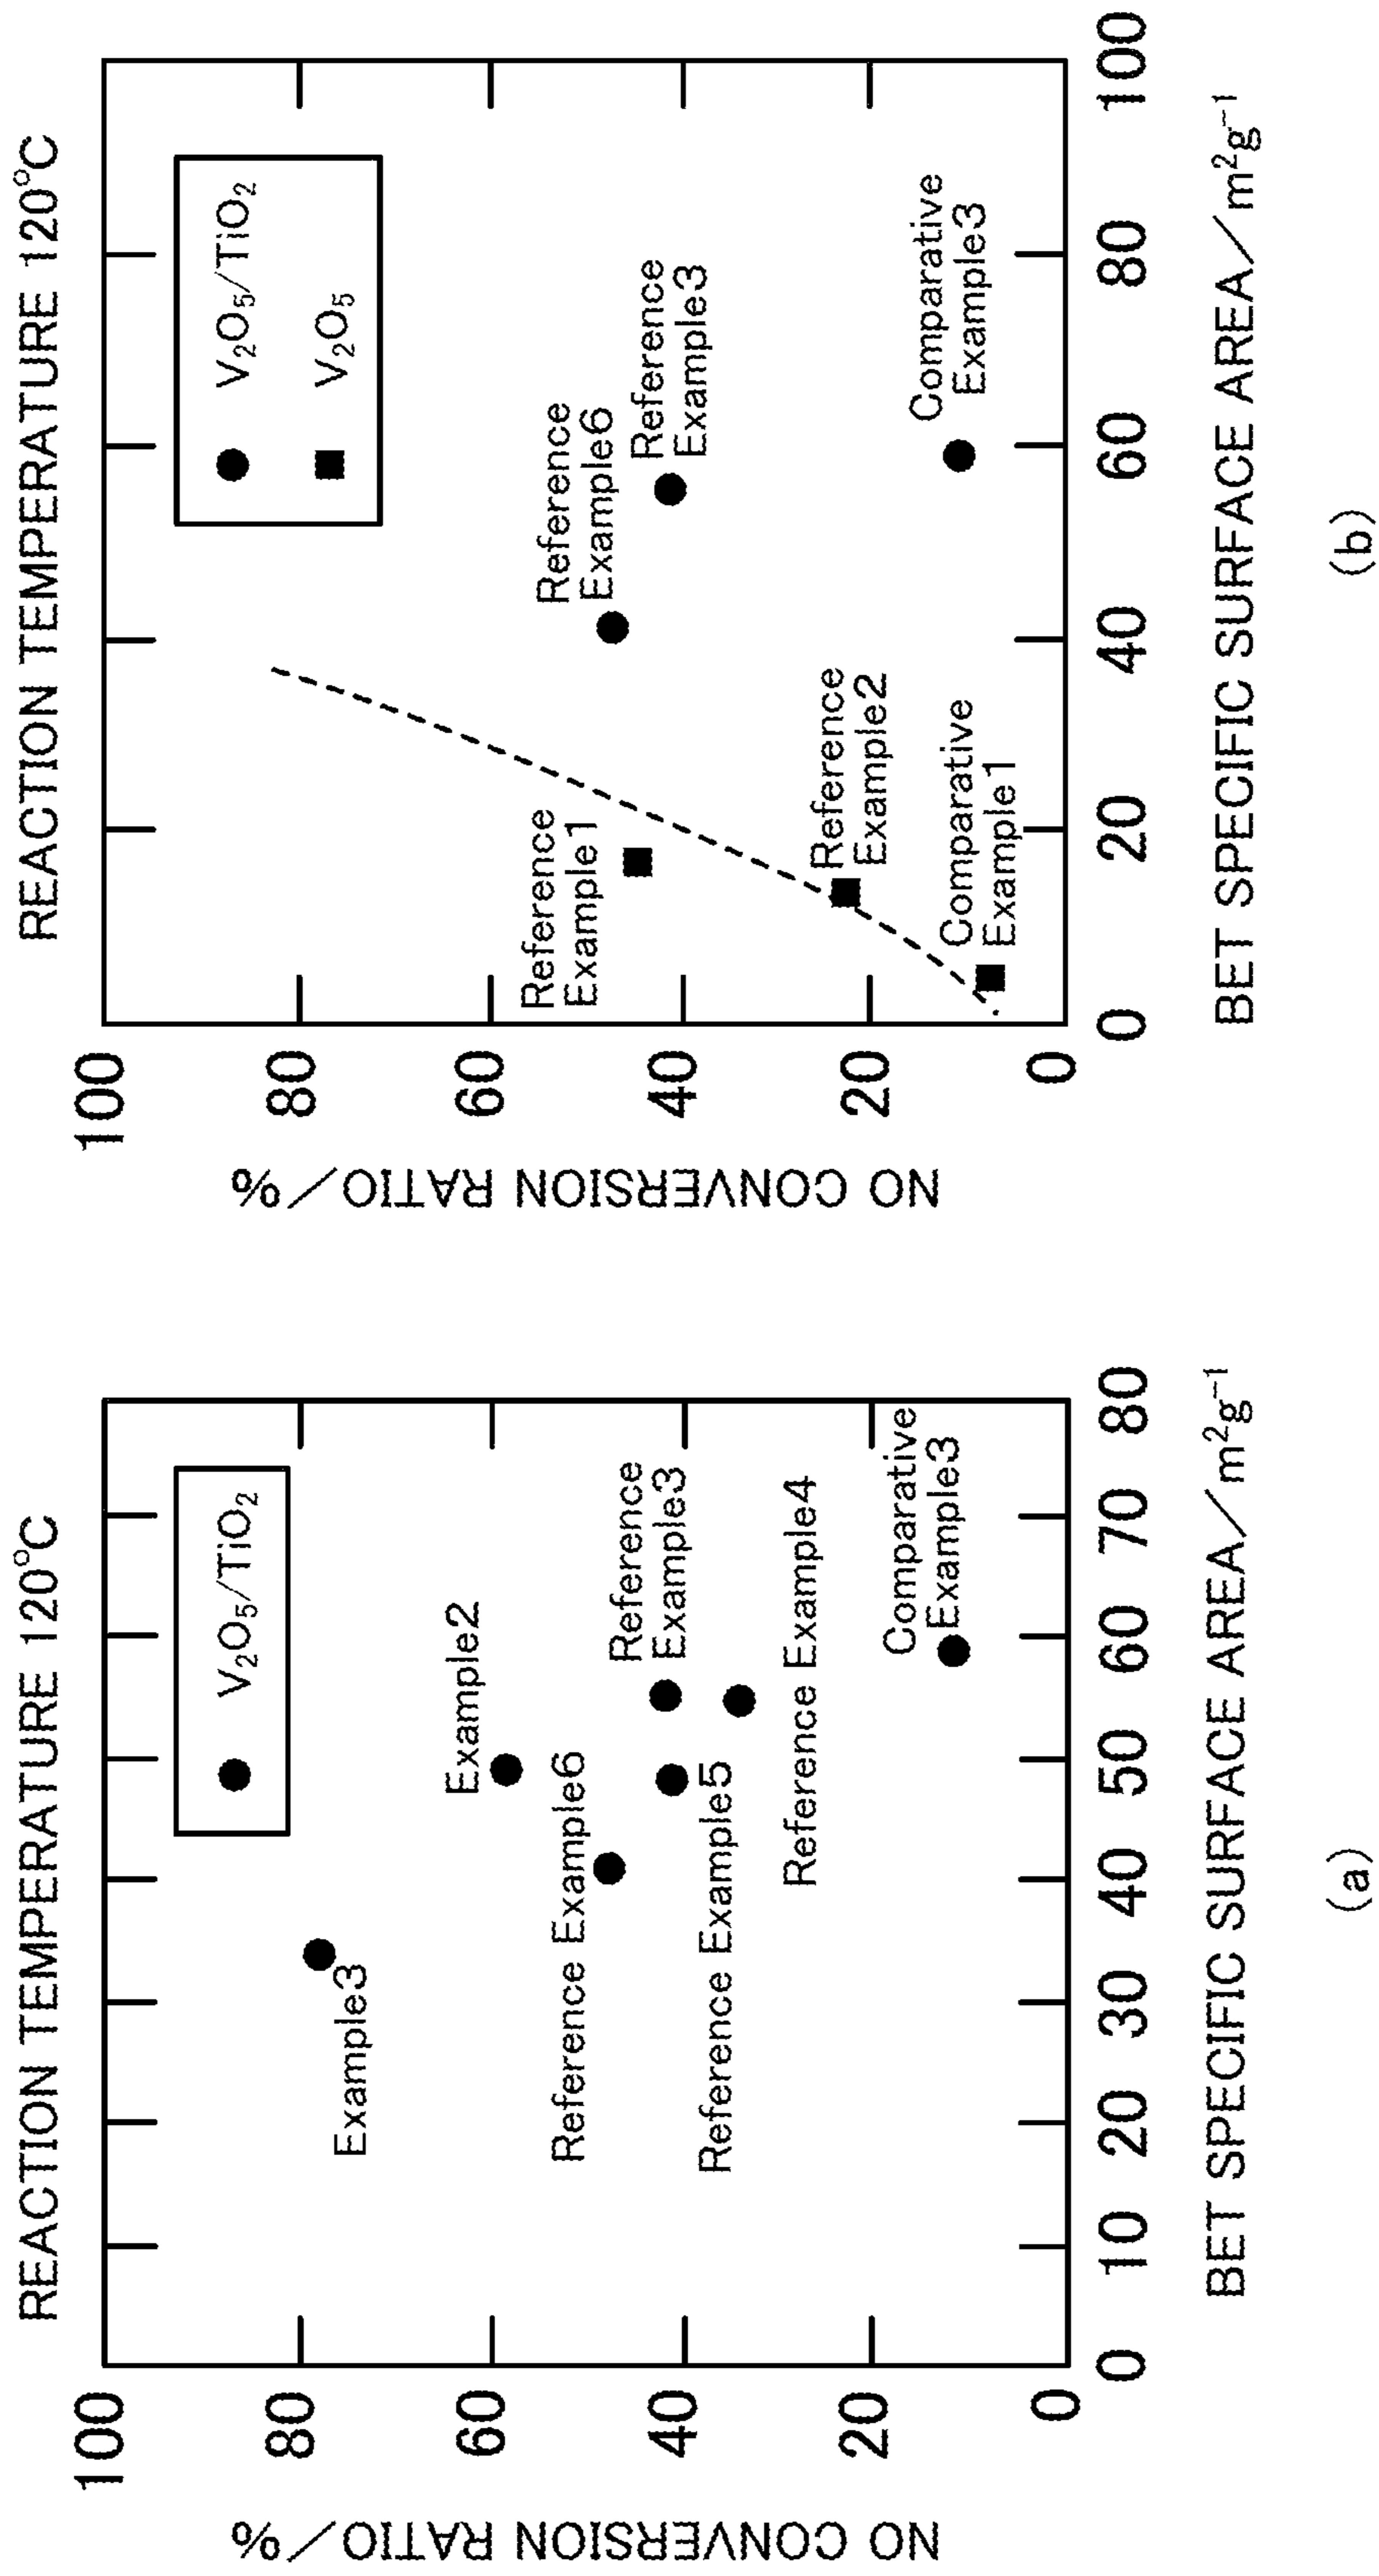 REACTION TEMPERATURE 120°C
NO CONVERSION RATIO/%
100
80
60
40
20
0
V₂O₅/TiO₂
Example3
Example2
Reference Example6
Reference
Example3
Reference Example5
Reference Example4
Comparative
Example3
0 10 20 30 40 50 60 70 80
BET SPECIFIC SURFACE AREA/m²g⁻¹
(a)
REACTION TEMPERATURE 120°C
NO CONVERSION RATIO/%
100
80
60
40
20
0
V₂O₅/TiO₂
V₂O₅
Reference
Example1
Reference
Example6
Reference
Example3
Reference
Example2
Comparative
Example1
Comparative
Example3
0 20 40 60 80 100
BET SPECIFIC SURFACE AREA/m²g⁻¹
(b)